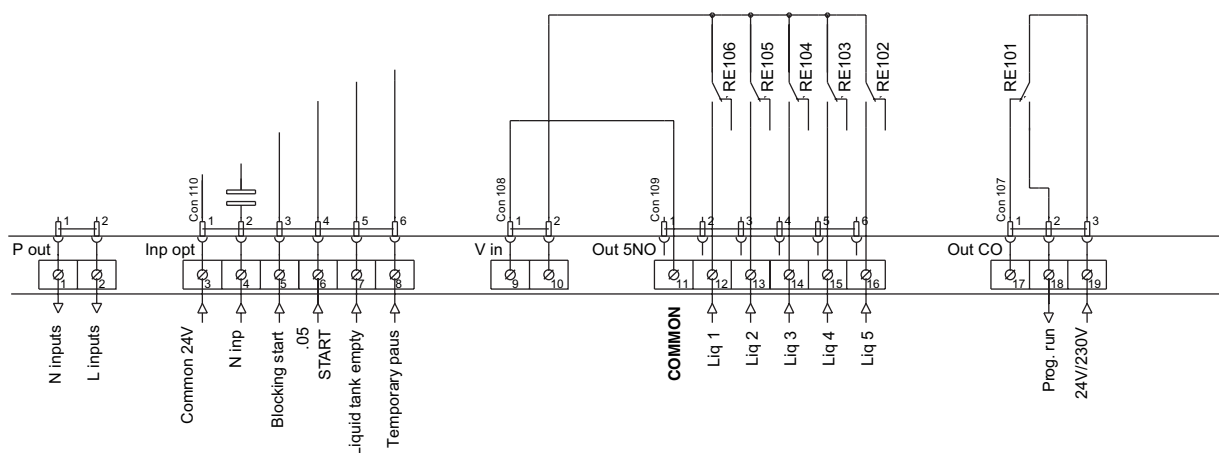 RE106
RE105
RE104
RE103
RE102
RE101
Con 110
Con 108
Con 109
Con 107
1 2
1 2 3 4 5 6
1 2
1 2 3 4 5 6
1 2 3
P out
Inp opt
V in
Out 5NO
Out CO
1 2
3 4 5 6 7 8
9 10
11 12 13 14 15 16
17 18 19
N inputs
L inputs
Common 24V
N inp
Blocking start
.05
START
Liquid tank empty
Temporary paus
COMMON
Liq 1
Liq 2
Liq 3
Liq 4
Liq 5
Prog. run
24V/230V